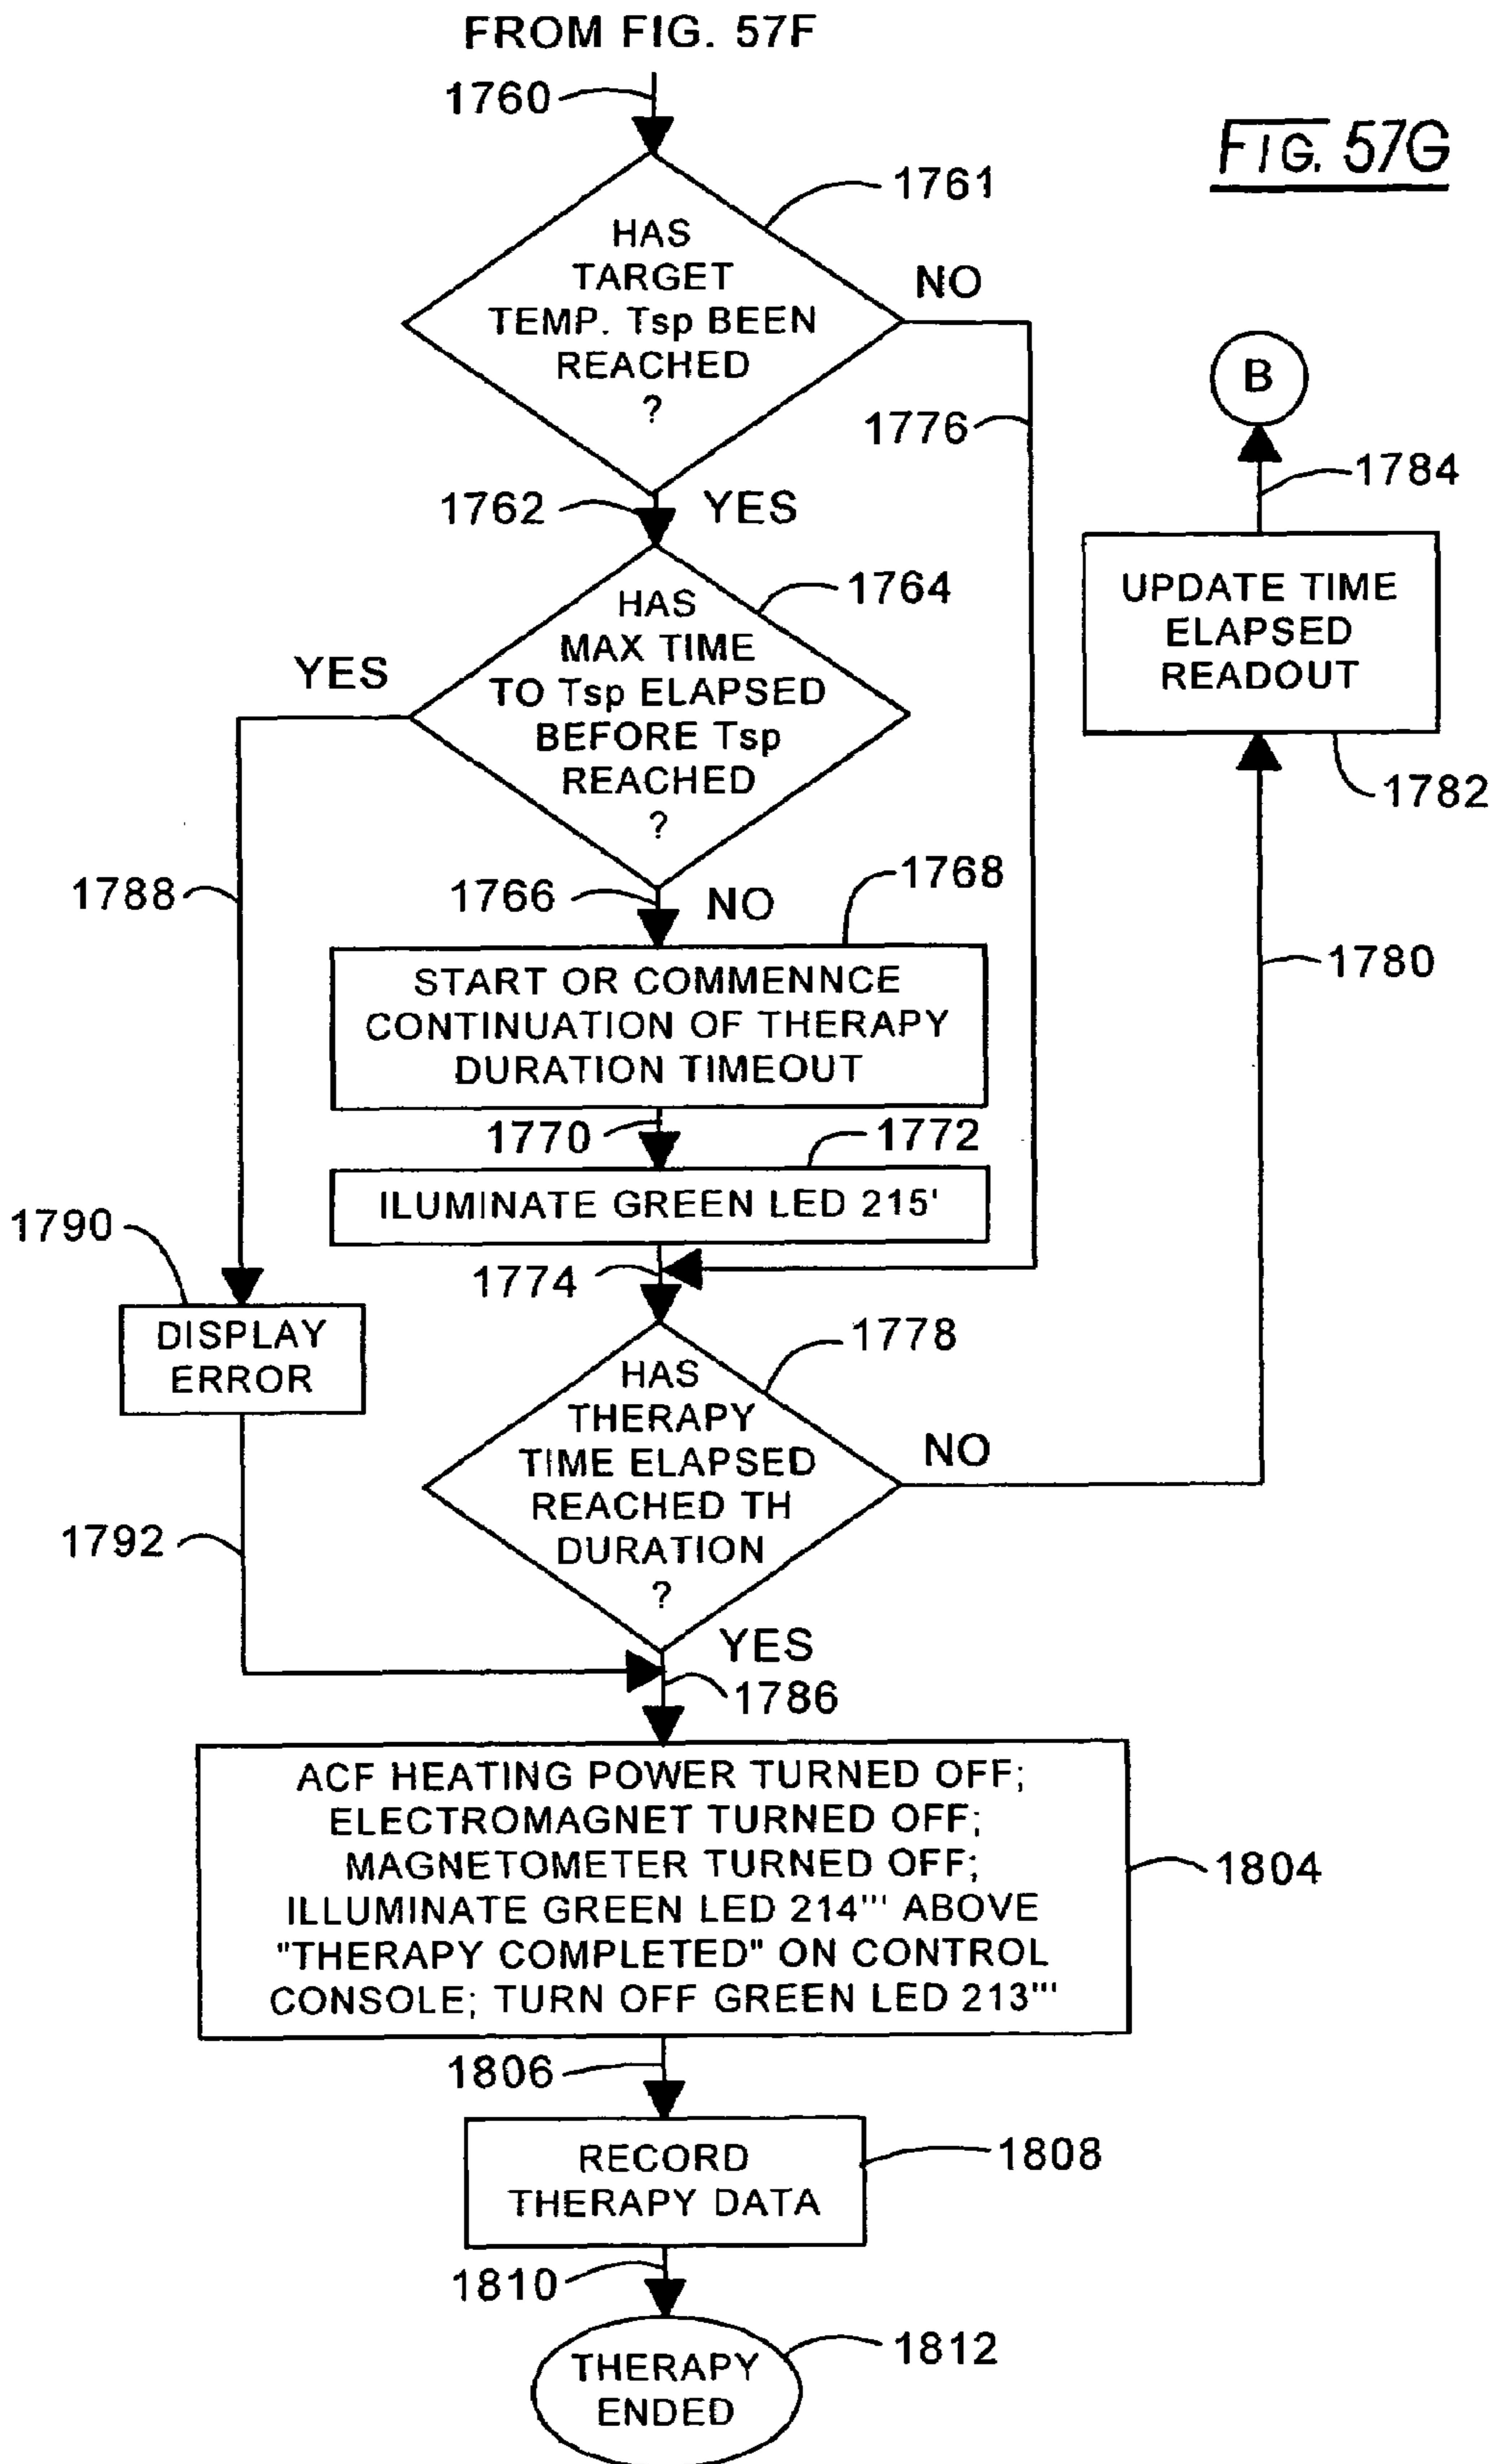 FROM FIG. 57F
1760
FIG. 57G
1761
HAS
TARGET
TEMP. Tsp BEEN
REACHED
?
NO
1776
B
1784
1762
YES
UPDATE TIME
ELAPSED
READOUT
1782
1764
HAS
MAX TIME
TO Tsp ELAPSED
BEFORE Tsp
REACHED
?
YES
1788
1766
NO
1768
1780
START OR COMMENNCE
CONTINUATION OF THERAPY
DURATION TIMEOUT
1770
1772
ILUMINATE GREEN LED 215'
1790
1774
DISPLAY
ERROR
1778
HAS
THERAPY
TIME ELAPSED
REACHED TH
DURATION
?
NO
1792
YES
1786
ACF HEATING POWER TURNED OFF;
ELECTROMAGNET TURNED OFF;
MAGNETOMETER TURNED OFF;
ILLUMINATE GREEN LED 214''' ABOVE
"THERAPY COMPLETED" ON CONTROL
CONSOLE; TURN OFF GREEN LED 213'''
1804
1806
RECORD
THERAPY DATA
1808
1810
THERAPY
ENDED
1812